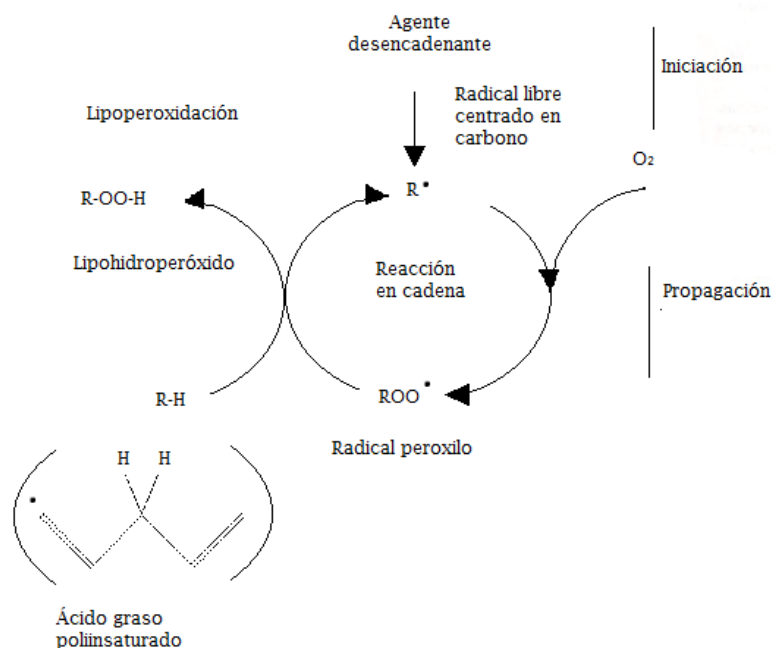 Agente
desencadenante
Iniciación
Radical libre
centrado en
carbono
Lipoperoxidación
O₂
R-OO-H
R•
Lipohidroperóxido
Reacción
en cadena
Propagación
R-H
ROO•
Radical peroxilo
H H
Ácido graso
poliinsaturado